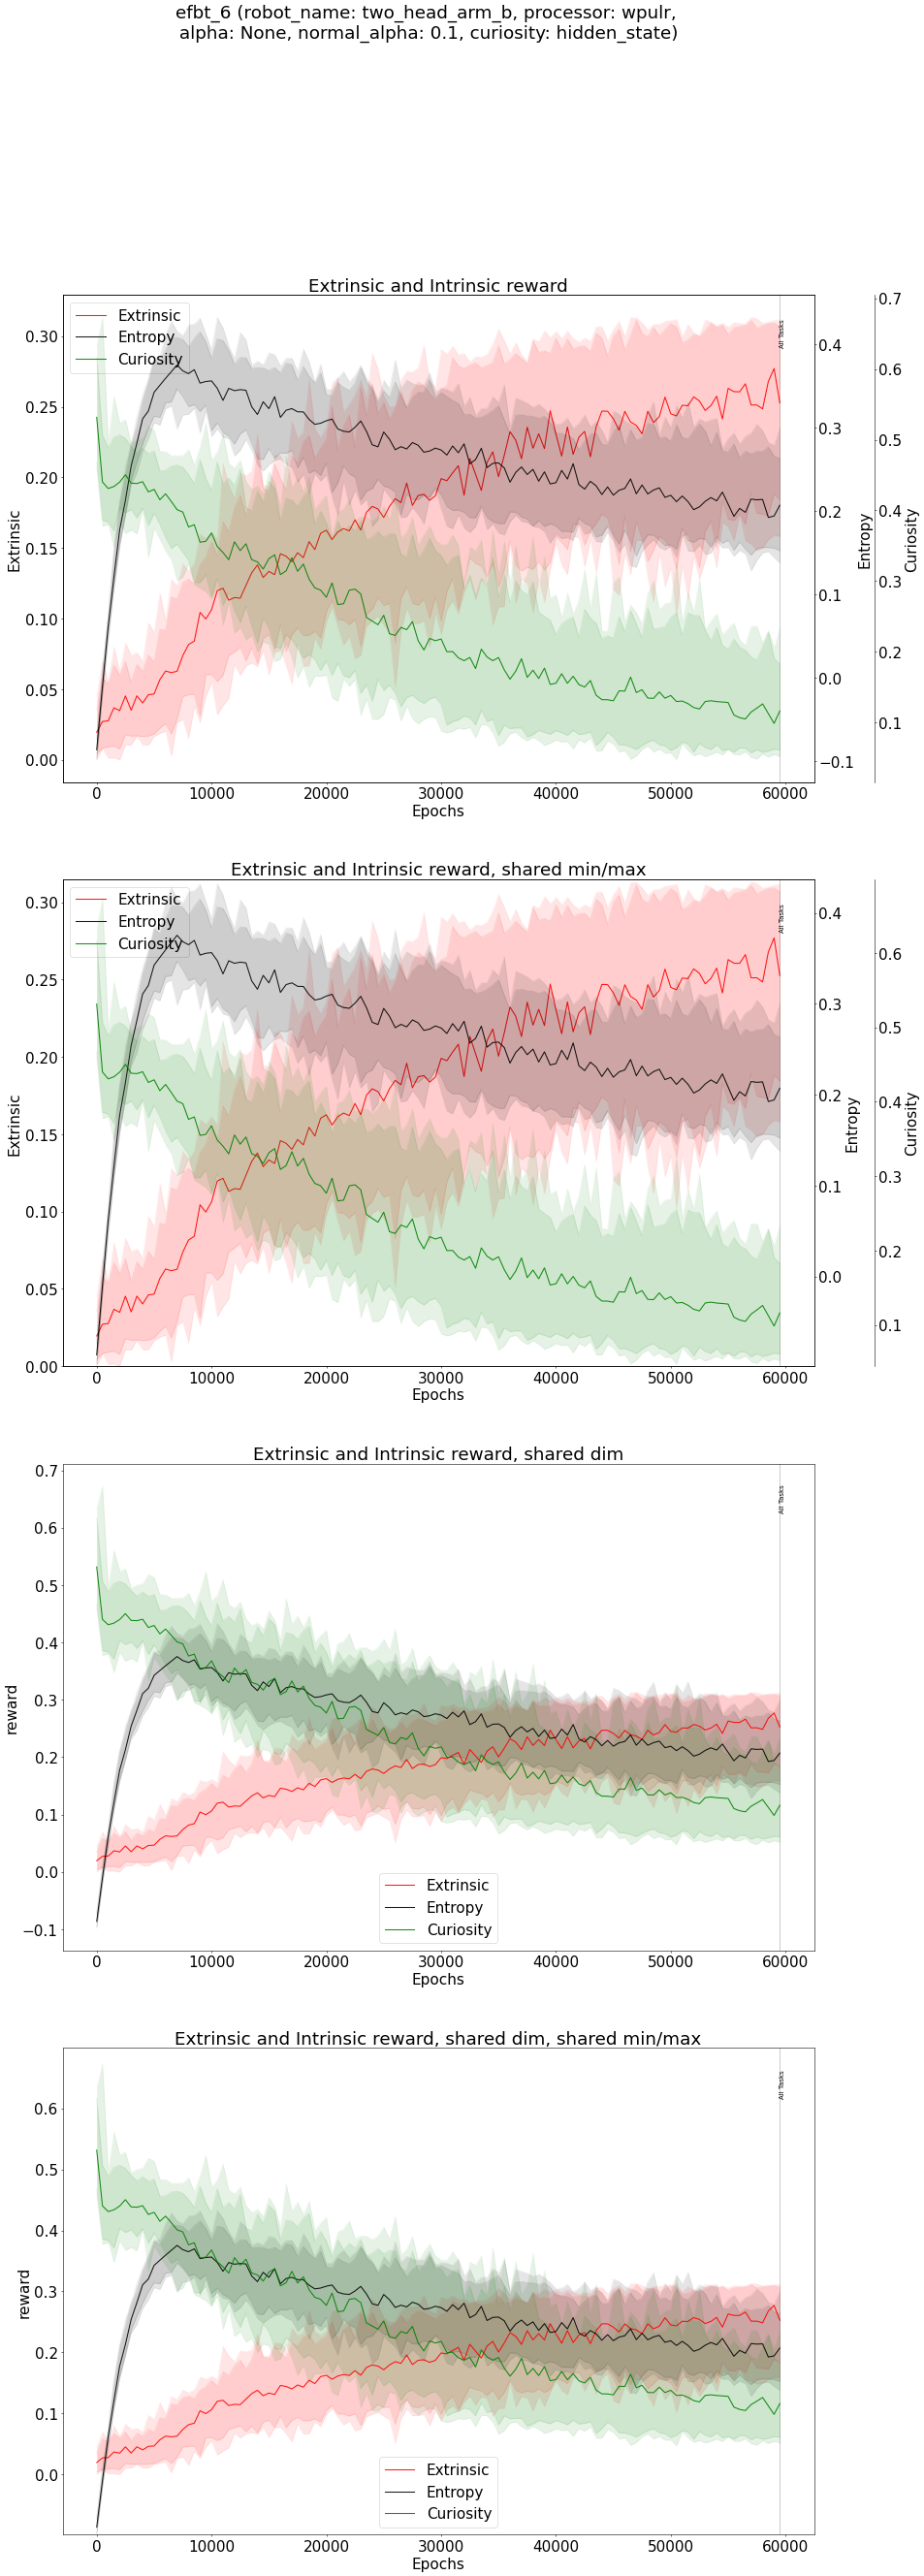 efbt_6 (robot_name: two_head_arm_b, processor: wpulr,
alpha: None, normal_alpha: 0.1, curiosity: hidden_state)
Extrinsic and Intrinsic reward
Extrinsic
Entropy
Curiosity
All Tasks
0.30
0.25
0.20
0.15
0.10
0.05
0.00
Extrinsic
0.4
0.3
0.2
0.1
0.0
−0.1
Entropy
0.7
0.6
0.5
0.4
0.3
0.2
0.1
Curiosity
0 10000 20000 30000 40000 50000 60000
Epochs
Extrinsic and Intrinsic reward, shared min/max
Extrinsic
Entropy
Curiosity
All Tasks
0.30
0.25
0.20
0.15
0.10
0.05
0.00
Extrinsic
0.4
0.3
0.2
0.1
0.0
Entropy
0.6
0.5
0.4
0.3
0.2
0.1
Curiosity
0 10000 20000 30000 40000 50000 60000
Epochs
Extrinsic and Intrinsic reward, shared dim
All Tasks
0.7
0.6
0.5
0.4
0.3
0.2
0.1
0.0
−0.1
reward
Extrinsic
Entropy
Curiosity
0 10000 20000 30000 40000 50000 60000
Epochs
Extrinsic and Intrinsic reward, shared dim, shared min/max
All Tasks
0.6
0.5
0.4
0.3
0.2
0.1
0.0
reward
Extrinsic
Entropy
Curiosity
0 10000 20000 30000 40000 50000 60000
Epochs